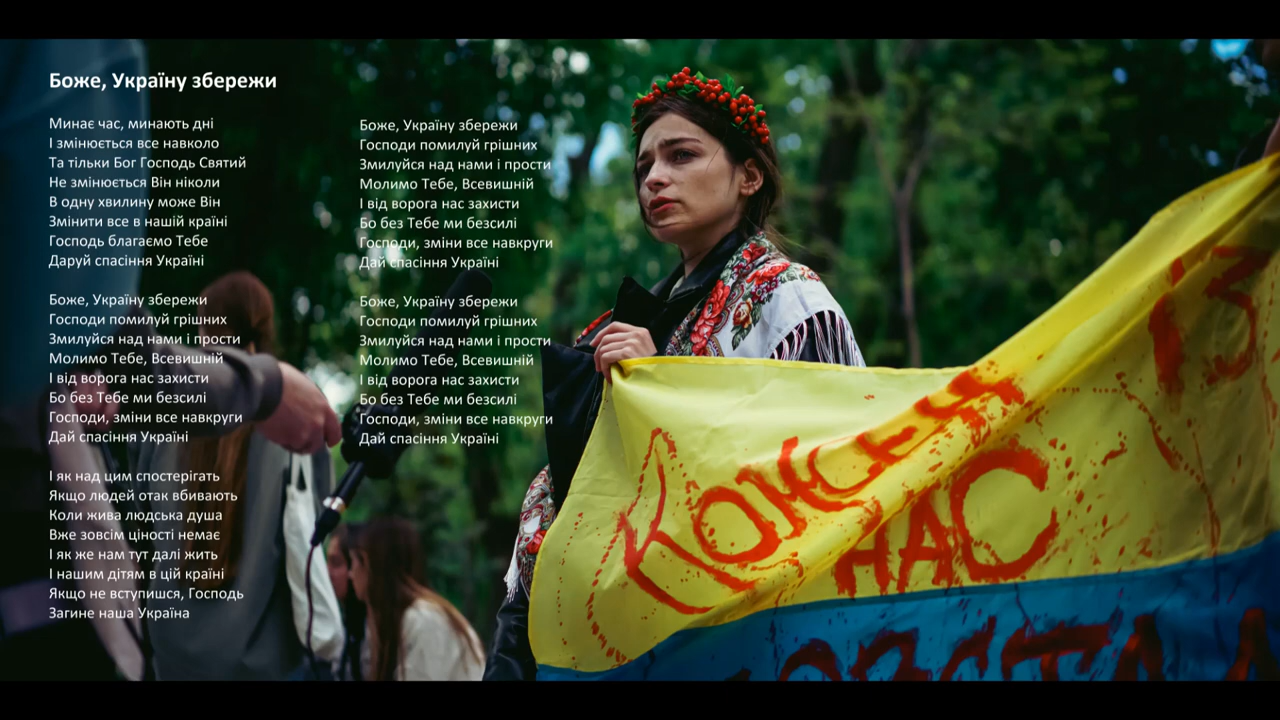 Боже, Україну збережи
Минає час, минають дні
І змінюється все навколо
Та тільки Бог Господь Святий
Не змінюється Він ніколи
В одну хвилину може Він
Змінити все в нашій країні
Господь благаємо Тебе
Даруй спасіння Україні
Боже, Україну збережи
Господи помилуй грішних
Змилуйся над нами і прости
Молимо Тебе, Всевишній
І від ворога нас захисти
Бо без Тебе ми безсилі
Господи, зміни все навкруги
Дай спасіння Україні
І як над цим спостерігать
Якщо людей отак вбивають
Коли жива людська душа
Вже зовсім ціності немає
І як же нам тут далі жить
І нашим дітям в цій країні
Якщо не вступишся, Господь
Загине наша Україна
Боже, Україну збережи
Господи помилуй грішних
Змилуйся над нами і прости
Молимо Тебе, Всевишній
І від ворога нас захисти
Бо без Тебе ми безсилі
Господи, зміни все навкруги
Дай спасіння Україні
Боже, Україну збережи
Господи помилуй грішних
Змилуйся над нами і прости
Молимо Тебе, Всевишній
І від ворога нас захисти
Бо без Тебе ми безсилі
Господи, зміни все навкруги
Дай спасіння Україні
ІЗ
НАС